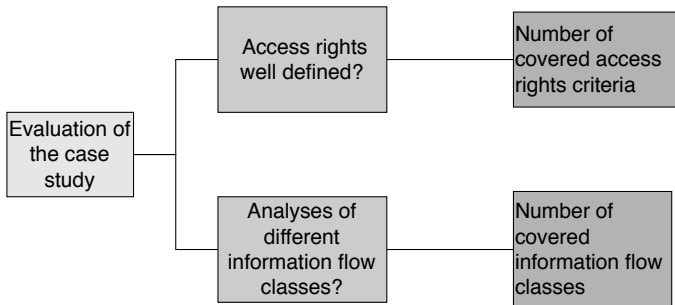 Evaluation of
the case
study
Access rights
well defined?
Number of
covered access
rights criteria
Analyses of
different
information flow
classes?
Number of
covered
information flow
classes